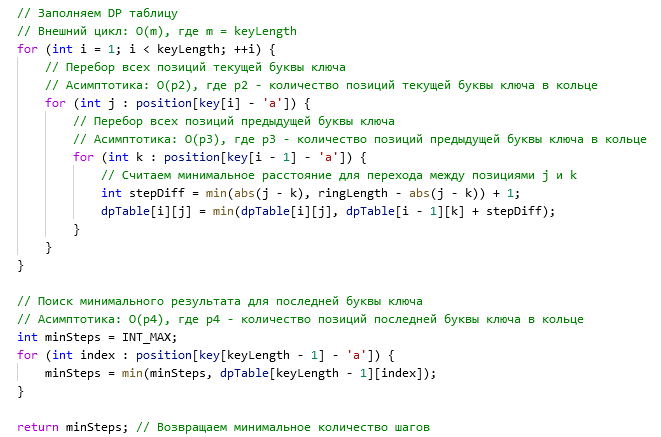 // Заполняем DP таблицу
// Внешний цикл: O(m), где m = keyLength
for (int i = 1; i < keyLength; ++i) {
    // Перебор всех позиций текущей буквы ключа
    // Асимптотика: O(p2), где p2 - количество позиций текущей буквы ключа в кольце
    for (int j : position[key[i] - 'a']) {
        // Перебор всех позиций предыдущей буквы ключа
        // Асимптотика: O(p3), где p3 - количество позиций предыдущей буквы ключа в кольце
        for (int k : position[key[i - 1] - 'a']) {
            // Считаем минимальное расстояние для перехода между позициями j и k
            int stepDiff = min(abs(j - k), ringLength - abs(j - k)) + 1;
            dpTable[i][j] = min(dpTable[i][j], dpTable[i - 1][k] + stepDiff);
        }
    }
}

// Поиск минимального результата для последней буквы ключа
// Асимптотика: O(p4), где p4 - количество позиций последней буквы ключа в кольце
int minSteps = INT_MAX;
for (int index : position[key[keyLength - 1] - 'a']) {
    minSteps = min(minSteps, dpTable[keyLength - 1][index]);
}

return minSteps; // Возвращаем минимальное количество шагов